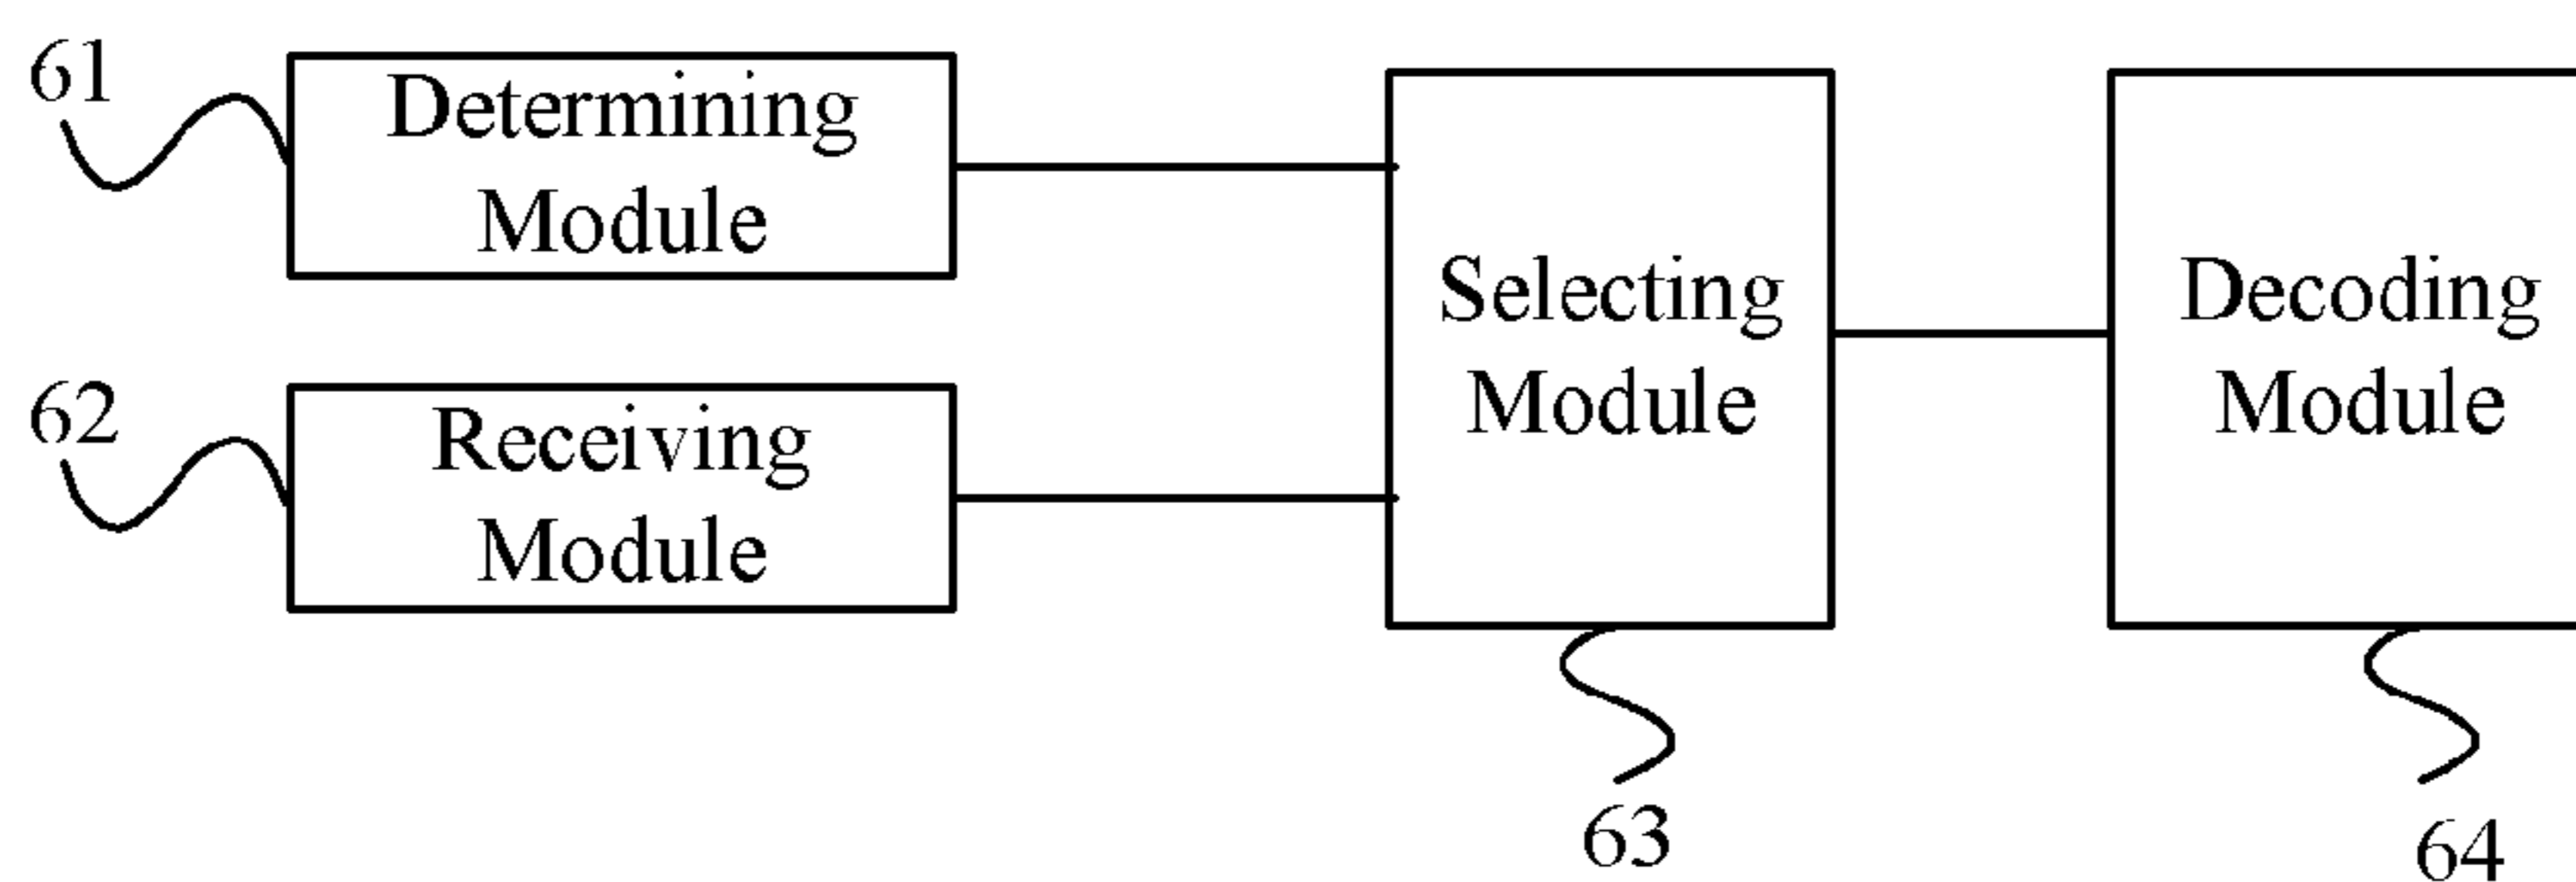 61
Determining
Module
62
Receiving
Module
Selecting
Module
63
Decoding
Module
64